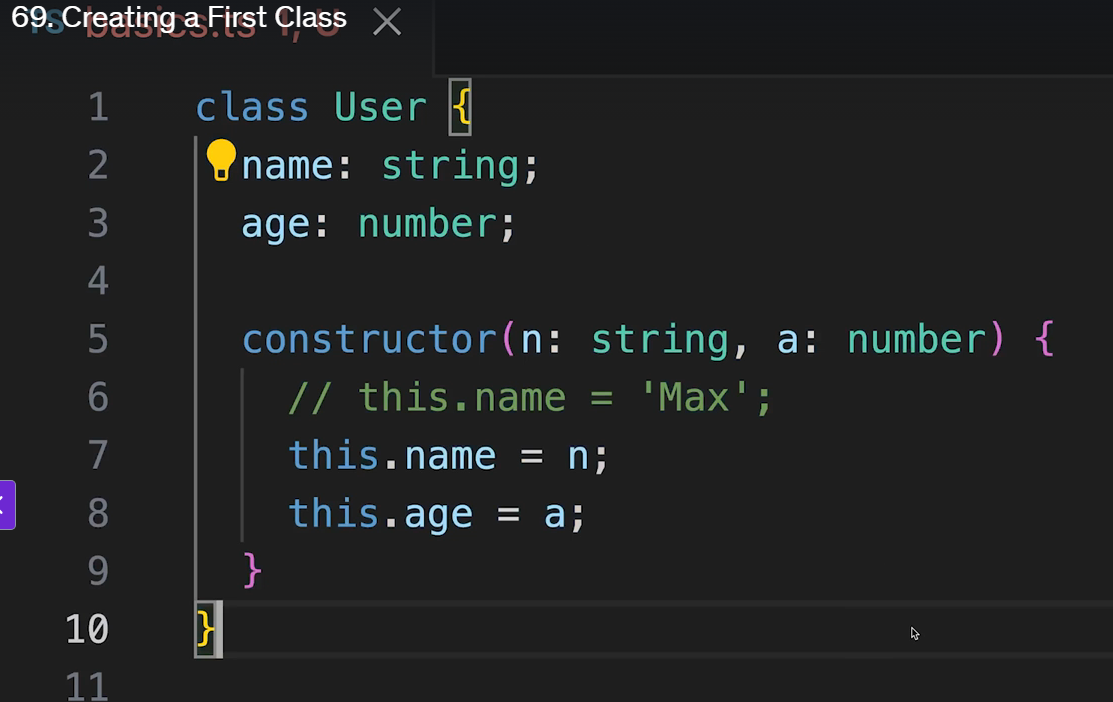 69. Creating a First Class
TS basics.ts 1, U
1 class User {
2 name: string;
3 age: number;
4
5 constructor(n: string, a: number) {
6 // this.name = 'Max';
7 this.name = n;
8 this.age = a;
9 }
10 }
11